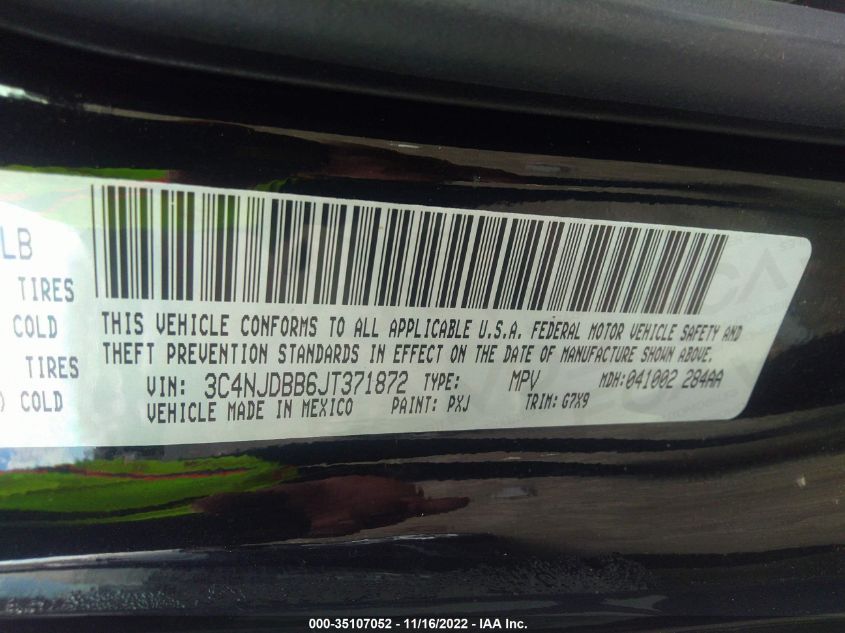 LB
TIRES
COLD
TIRES
) COLD
THIS VEHICLE CONFORMS TO ALL APPLICABLE U.S.A. FEDERAL MOTOR VEHICLE SAFETY AND
THEFT PREVENTION STANDARDS IN EFFECT ON THE DATE OF MANUFACTURE SHOWN ABOVE.
VIN: 3C4NJDBB6JT371872 TYPE: MPV MDH:041002 284AA
VEHICLE MADE IN MEXICO PAINT: PXJ TRIM: G7X9
000-35107052 - 11/16/2022 - IAA Inc.